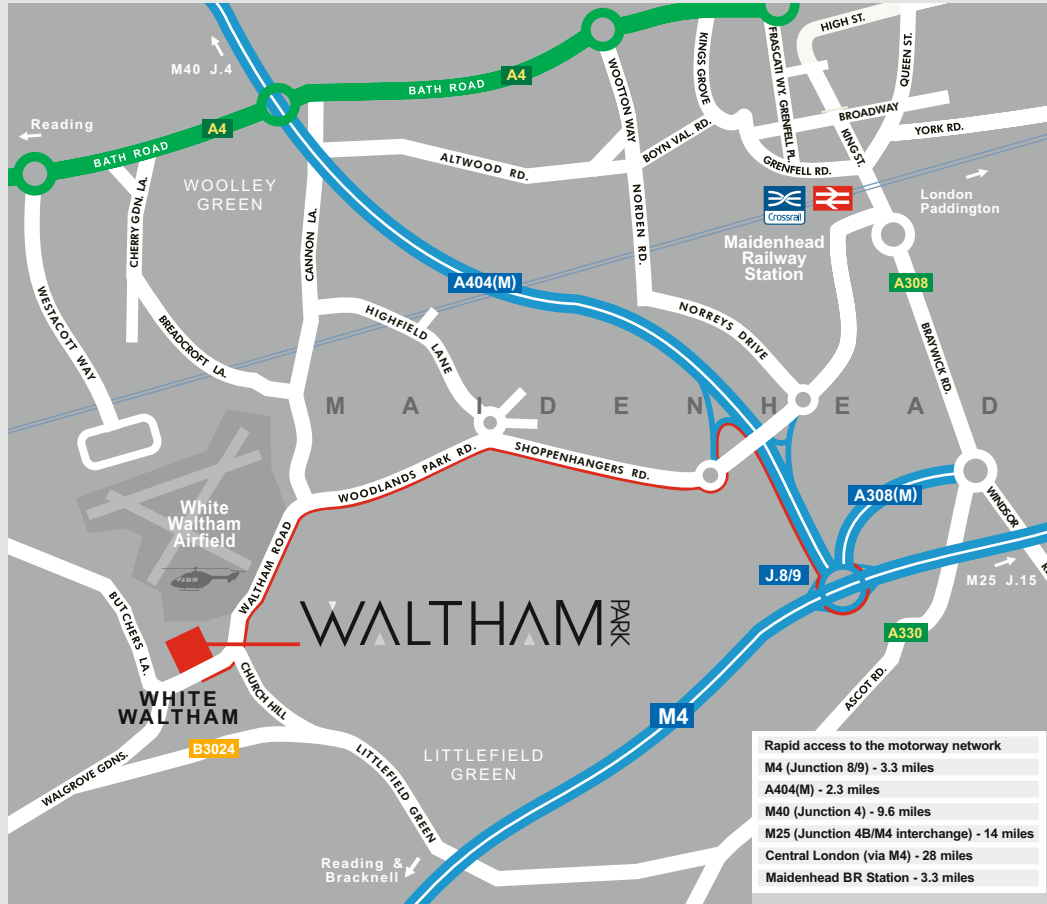 HIGH ST.
M40 J.4
KINGS GROVE
FRASCATI WY.
GRENFELL PL.
QUEEN ST.
WOOTTON WAY
A4
BATH ROAD
Reading
A4
BATH ROAD
BROADWAY
YORK RD.
KING ST.
BOYN VAL. RD.
ALTWOOD RD.
GRENFELL RD.
WOOLLEY
GREEN
CHERRY GDN. LA.
CANNON LA.
NORDEN RD.
Crossrail
London
Paddington
Maidenhead
Railway
Station
A404(M)
A308
WESTACOTT WAY
BREADCROFT LA.
HIGHFIELD LANE
NORREYS DRIVE
BRAYWICK RD.
MAIDENHEAD
WOODLANDS PARK RD.
SHOPPENHANGERS RD.
A308(M)
WINDSOR
White
Waltham
Airfield
WALTHAM ROAD
J.8/9
M25 J.15
BUTCHERS LA.
WALTHAM PARK
A330
WHITE
WALTHAM
CHURCH HILL
ASCOT RD.
M4
B3024
WALGROVE GDNS.
LITTLEFIELD GREEN
LITTLEFIELD
GREEN
Reading &
Bracknell
Rapid access to the motorway network
M4 (Junction 8/9) - 3.3 miles
A404(M) - 2.3 miles
M40 (Junction 4) - 9.6 miles
M25 (Junction 4B/M4 interchange) - 14 miles
Central London (via M4) - 28 miles
Maidenhead BR Station - 3.3 miles